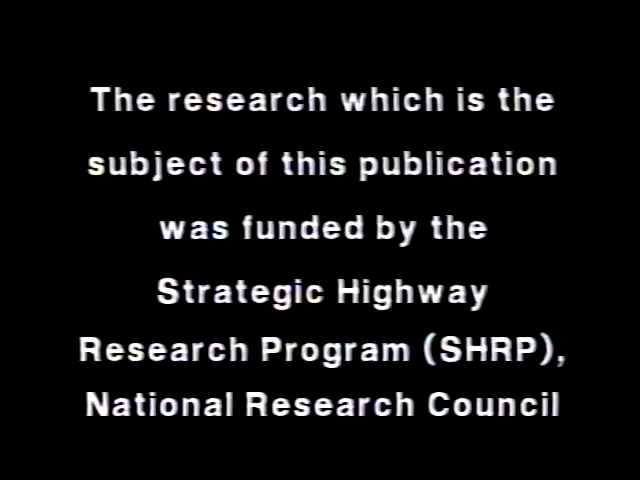 The research which is the
subject of this publication
was funded by the
Strategic Highway
Research Program (SHRP),
National Research Council